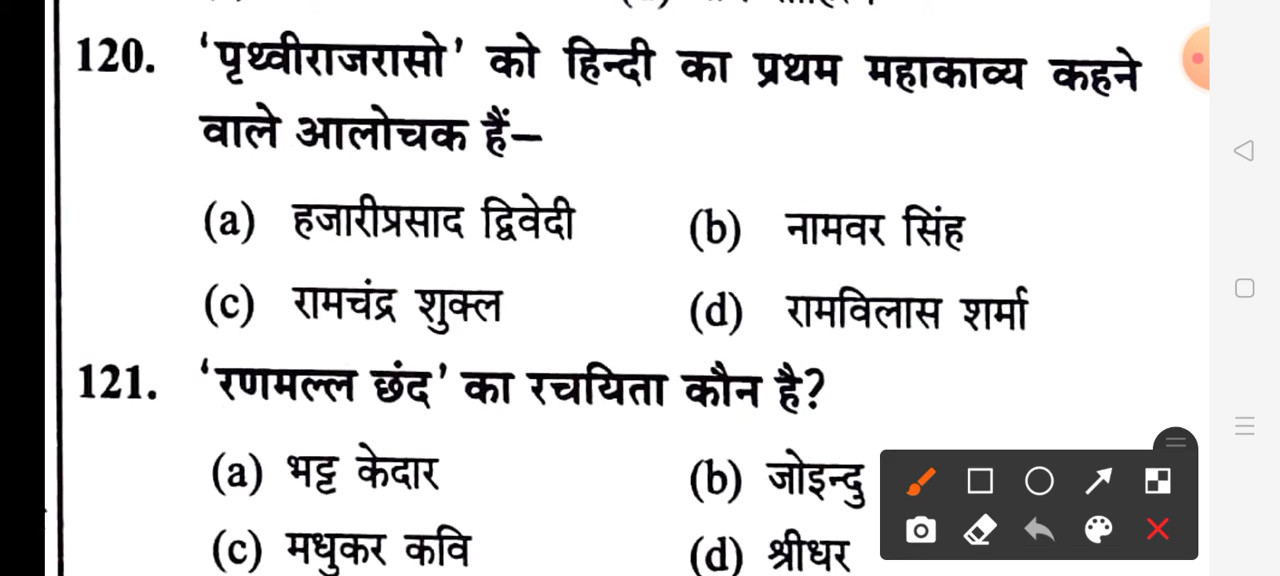 120. ‘पृथ्वीराजरासो’ को हिन्दी का प्रथम महाकाव्य कहने
वाले आलोचक हैं–
(a) हजारीप्रसाद द्विवेदी (b) नामवर सिंह
(c) रामचंद्र शुक्ल (d) रामविलास शर्मा
121. ‘रणमल्ल छंद’ का रचयिता कौन है?
(a) भट्ट केदार (b) जोइन्दु
(c) मधुकर कवि (d) श्रीधर